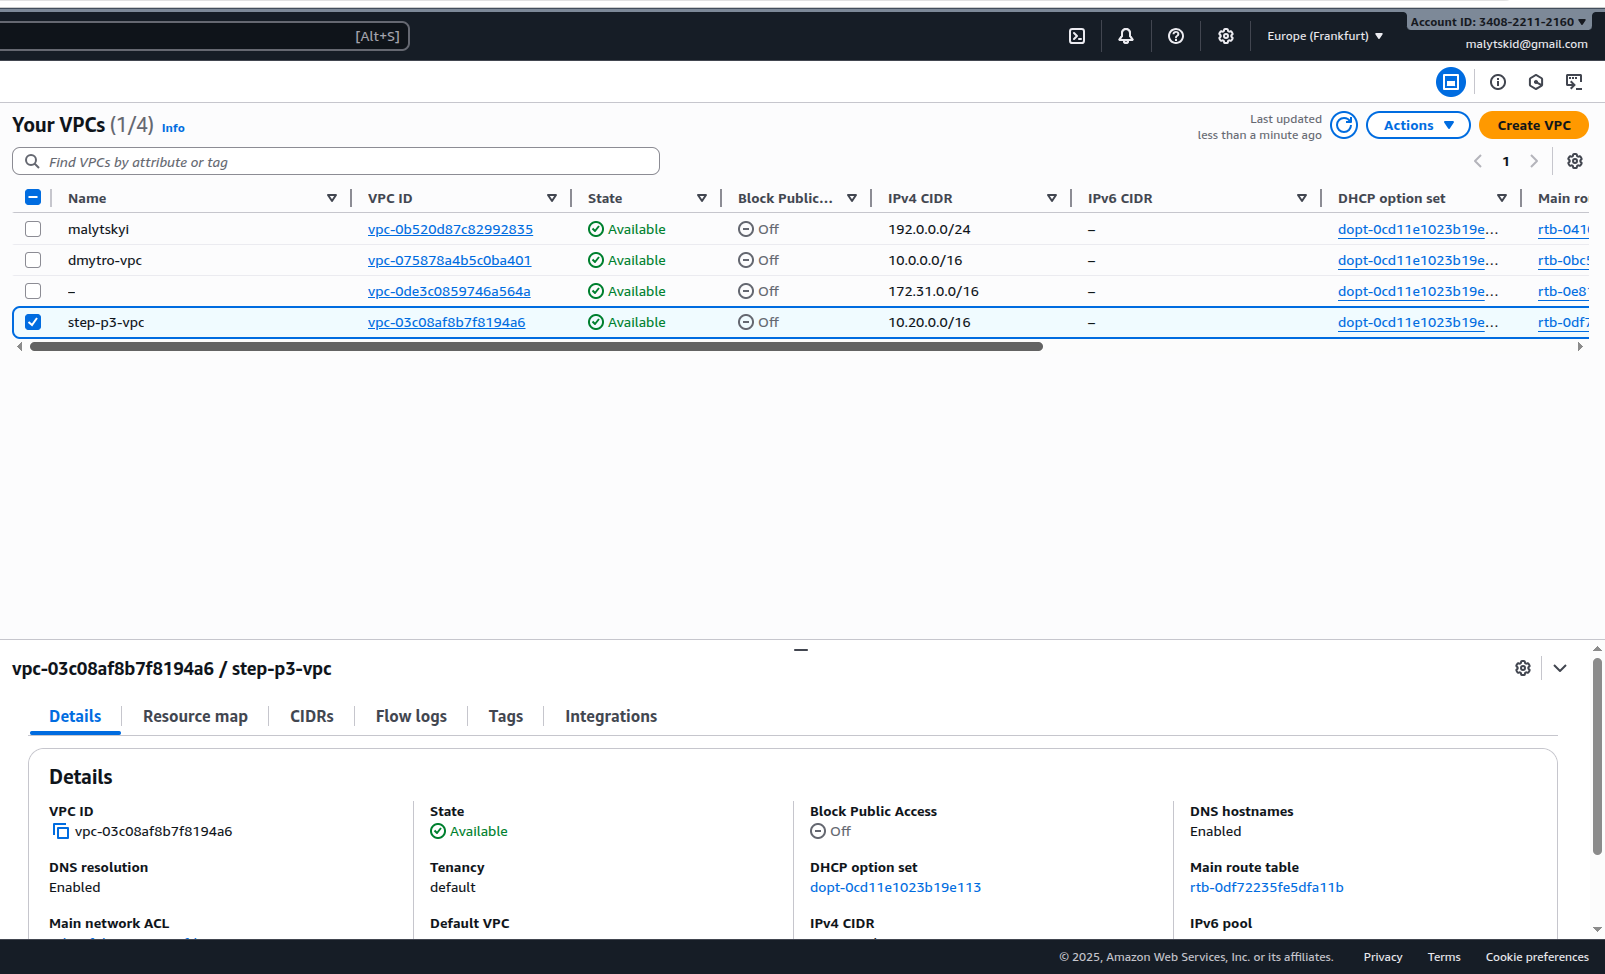 [Alt+S]
Europe (Frankfurt)
Account ID: 3408-2211-2160
malytskid@gmail.com
Your VPCs (1/4) Info
Last updated
less than a minute ago
Actions
Create VPC
Find VPCs by attribute or tag
1
Name VPC ID State Block Public... IPv4 CIDR IPv6 CIDR DHCP option set Main ro
malytskyi vpc-0b520d87c82992835 Available Off 192.0.0.0/24 – dopt-0cd11e1023b19e... rtb-041
dmytro-vpc vpc-075878a4b5c0ba401 Available Off 10.0.0.0/16 – dopt-0cd11e1023b19e... rtb-0bc
– vpc-0de3c0859746a564a Available Off 172.31.0.0/16 – dopt-0cd11e1023b19e... rtb-0e8
step-p3-vpc vpc-03c08af8b7f8194a6 Available Off 10.20.0.0/16 – dopt-0cd11e1023b19e... rtb-0df7
vpc-03c08af8b7f8194a6 / step-p3-vpc
Details Resource map CIDRs Flow logs Tags Integrations
Details
VPC ID
vpc-03c08af8b7f8194a6
State
Available
Block Public Access
Off
DNS hostnames
Enabled
DNS resolution
Enabled
Tenancy
default
DHCP option set
dopt-0cd11e1023b19e113
Main route table
rtb-0df72235fe5dfa11b
Main network ACL
Default VPC
IPv4 CIDR
IPv6 pool
© 2025, Amazon Web Services, Inc. or its affiliates. Privacy Terms Cookie preferences